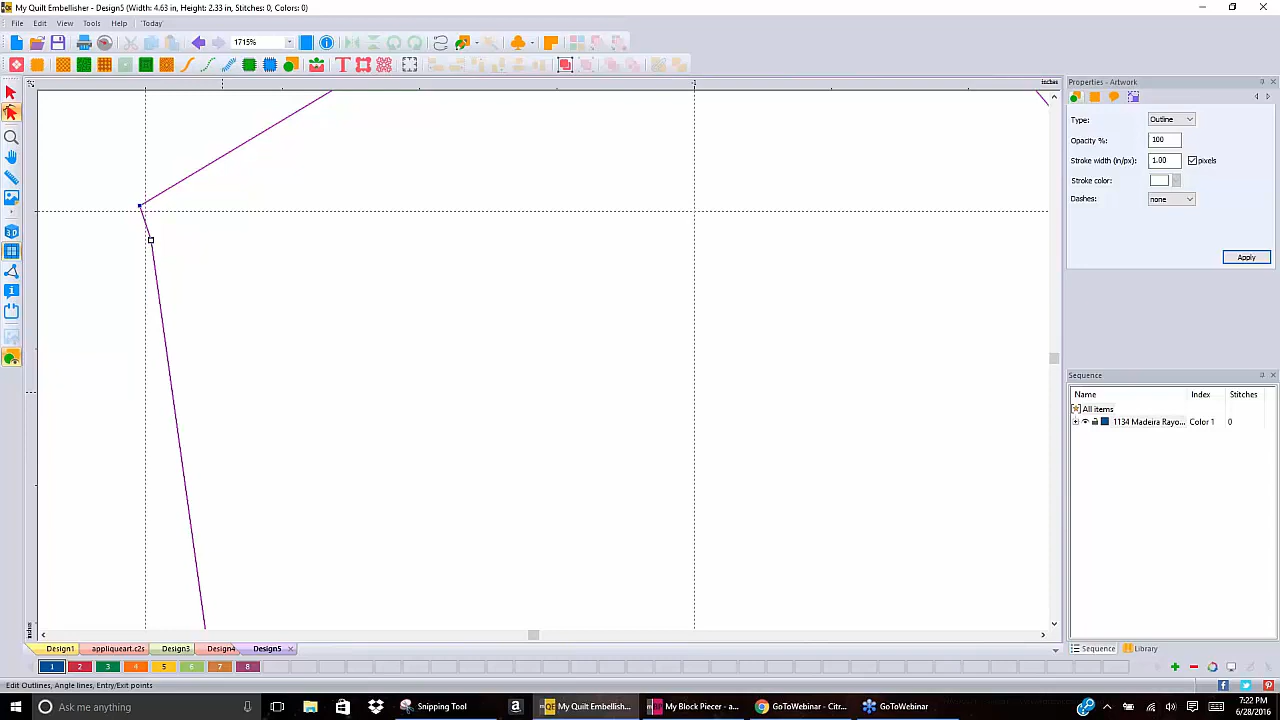 My Quilt Embellisher - Design5 (Width: 4.63 in, Height: 2.33 in, Stitches: 0, Colors: 0)
File Edit View Tools Help 'Today'
1715%
inches
Properties - Artwork
Type: Outline
Opacity %: 100
Stroke width (in/px): 1.00 pixels
Stroke color:
Dashes: none
Apply
Sequence
Name Index Stitches
All items
1134 Madeira Rayo... Color 1 0
inches
Design1 appliqueart.c2s Design3 Design4 Design5
Sequence Library
1 2 3 4 5 6 7 8
Edit Outlines, Angle lines, Entry/Exit points
Ask me anything
Snipping Tool
My Quilt Embellish...
My Block Piecer - a...
GoToWebinar - Citr...
GoToWebinar
7:22 PM
6/28/2016